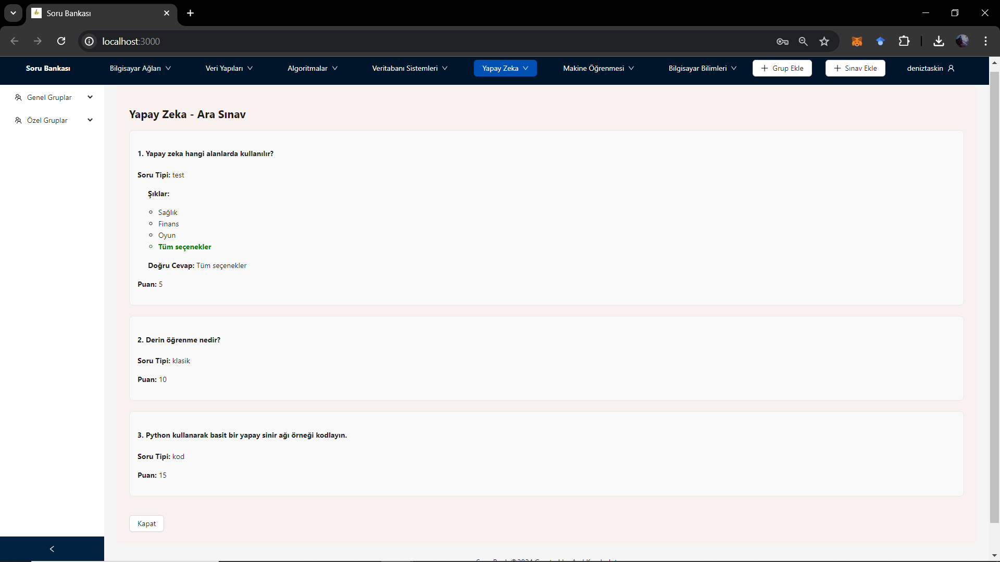 Soru Bankası
localhost:3000
Soru Bankası Bilgisayar Ağları Veri Yapıları Algoritmalar Veritabanı Sistemleri Yapay Zeka Makine Öğrenmesi Bilgisayar Bilimleri Grup Ekle Sınav Ekle deniztaskin
Genel Gruplar
Özel Gruplar
Yapay Zeka - Ara Sınav
1. Yapay zeka hangi alanlarda kullanılır?
Soru Tipi: test
Şıklar:
Sağlık
Finans
Oyun
Tüm seçenekler
Doğru Cevap: Tüm seçenekler
Puan: 5
2. Derin öğrenme nedir?
Soru Tipi: klasik
Puan: 10
3. Python kullanarak basit bir yapay sinir ağı örneği kodlayın.
Soru Tipi: kod
Puan: 15
Kapat